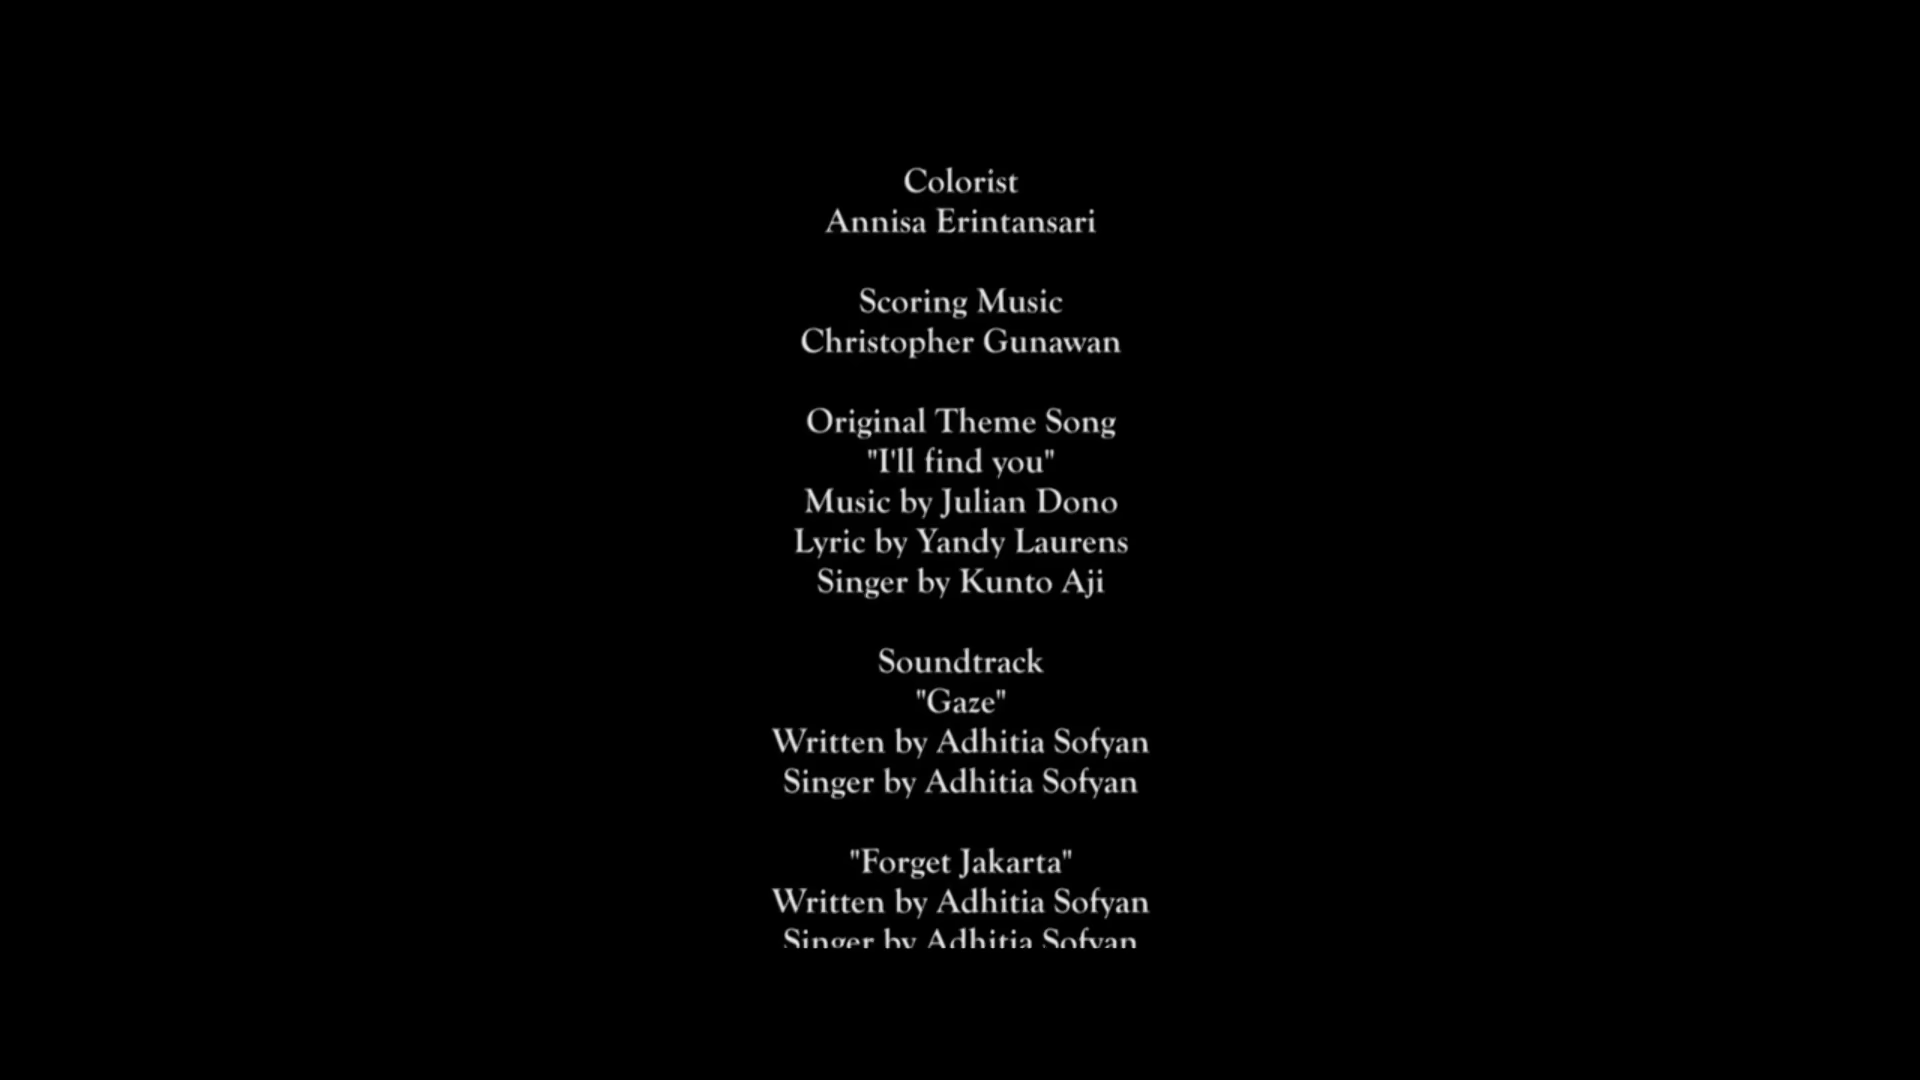 Colorist
Annisa Erintansari
Scoring Music
Christopher Gunawan
Original Theme Song
"I'll find you"
Music by Julian Dono
Lyric by Yandy Laurens
Singer by Kunto Aji
Soundtrack
"Gaze"
Written by Adhitia Sofyan
Singer by Adhitia Sofyan
"Forget Jakarta"
Written by Adhitia Sofyan
Singer by Adhitia Sofyan